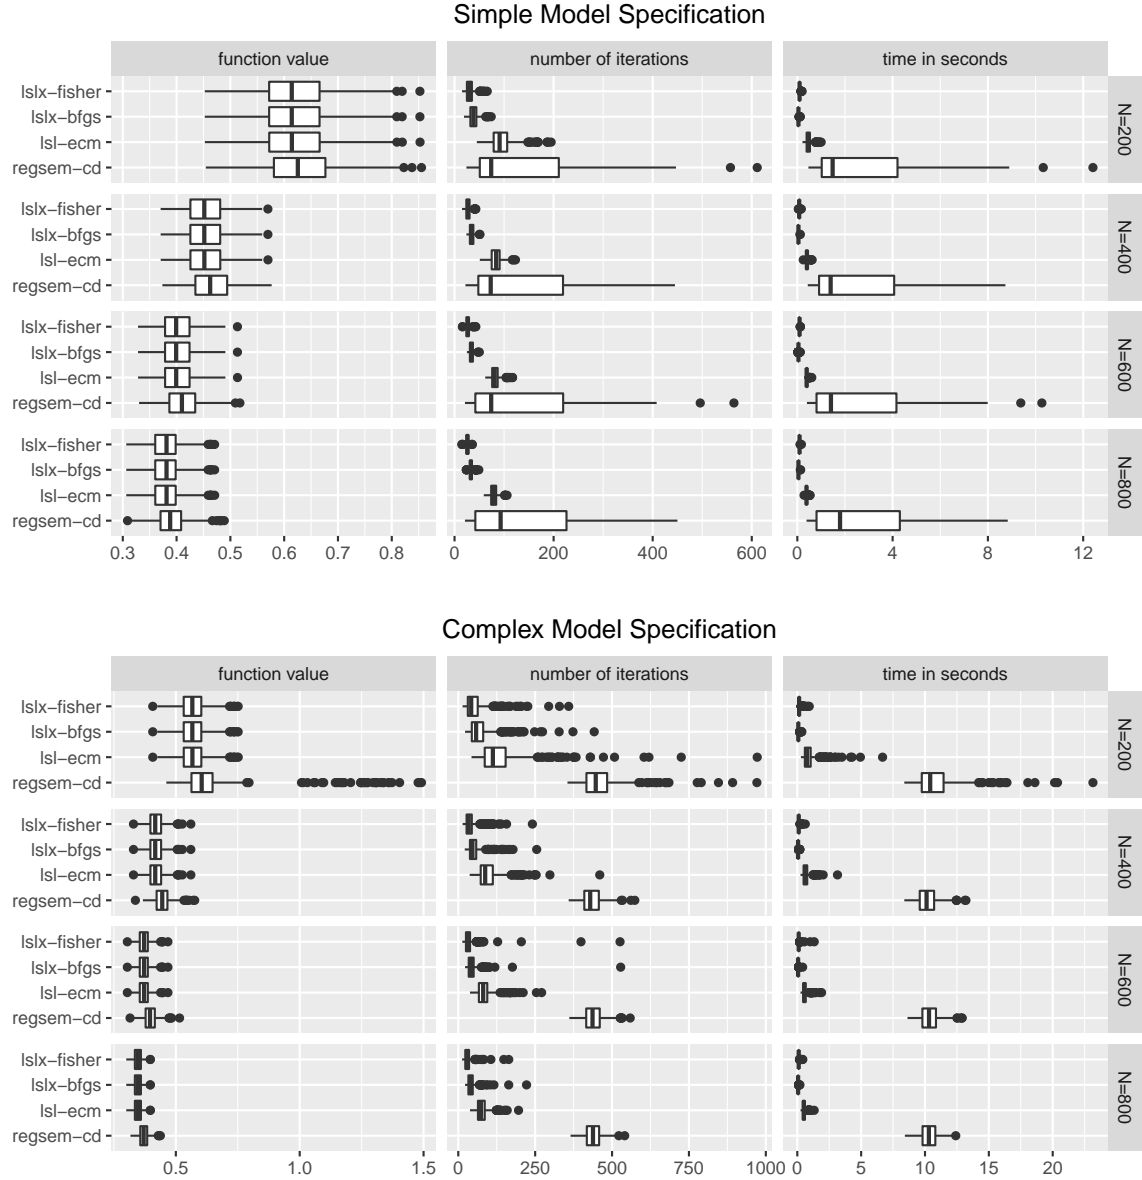 Simple Model Specification
function value number of iterations time in seconds
lslx−fisher
lslx−bfgs
lsl−ecm
regsem−cd
N=200
lslx−fisher
lslx−bfgs
lsl−ecm
regsem−cd
N=400
lslx−fisher
lslx−bfgs
lsl−ecm
regsem−cd
N=600
lslx−fisher
lslx−bfgs
lsl−ecm
regsem−cd
N=800
0.3 0.4 0.5 0.6 0.7 0.8 0 200 400 600 0 4 8 12
Complex Model Specification
function value number of iterations time in seconds
lslx−fisher
lslx−bfgs
lsl−ecm
regsem−cd
N=200
lslx−fisher
lslx−bfgs
lsl−ecm
regsem−cd
N=400
lslx−fisher
lslx−bfgs
lsl−ecm
regsem−cd
N=600
lslx−fisher
lslx−bfgs
lsl−ecm
regsem−cd
N=800
0.5 1.0 1.5 0 250 500 750 1000 0 5 10 15 20